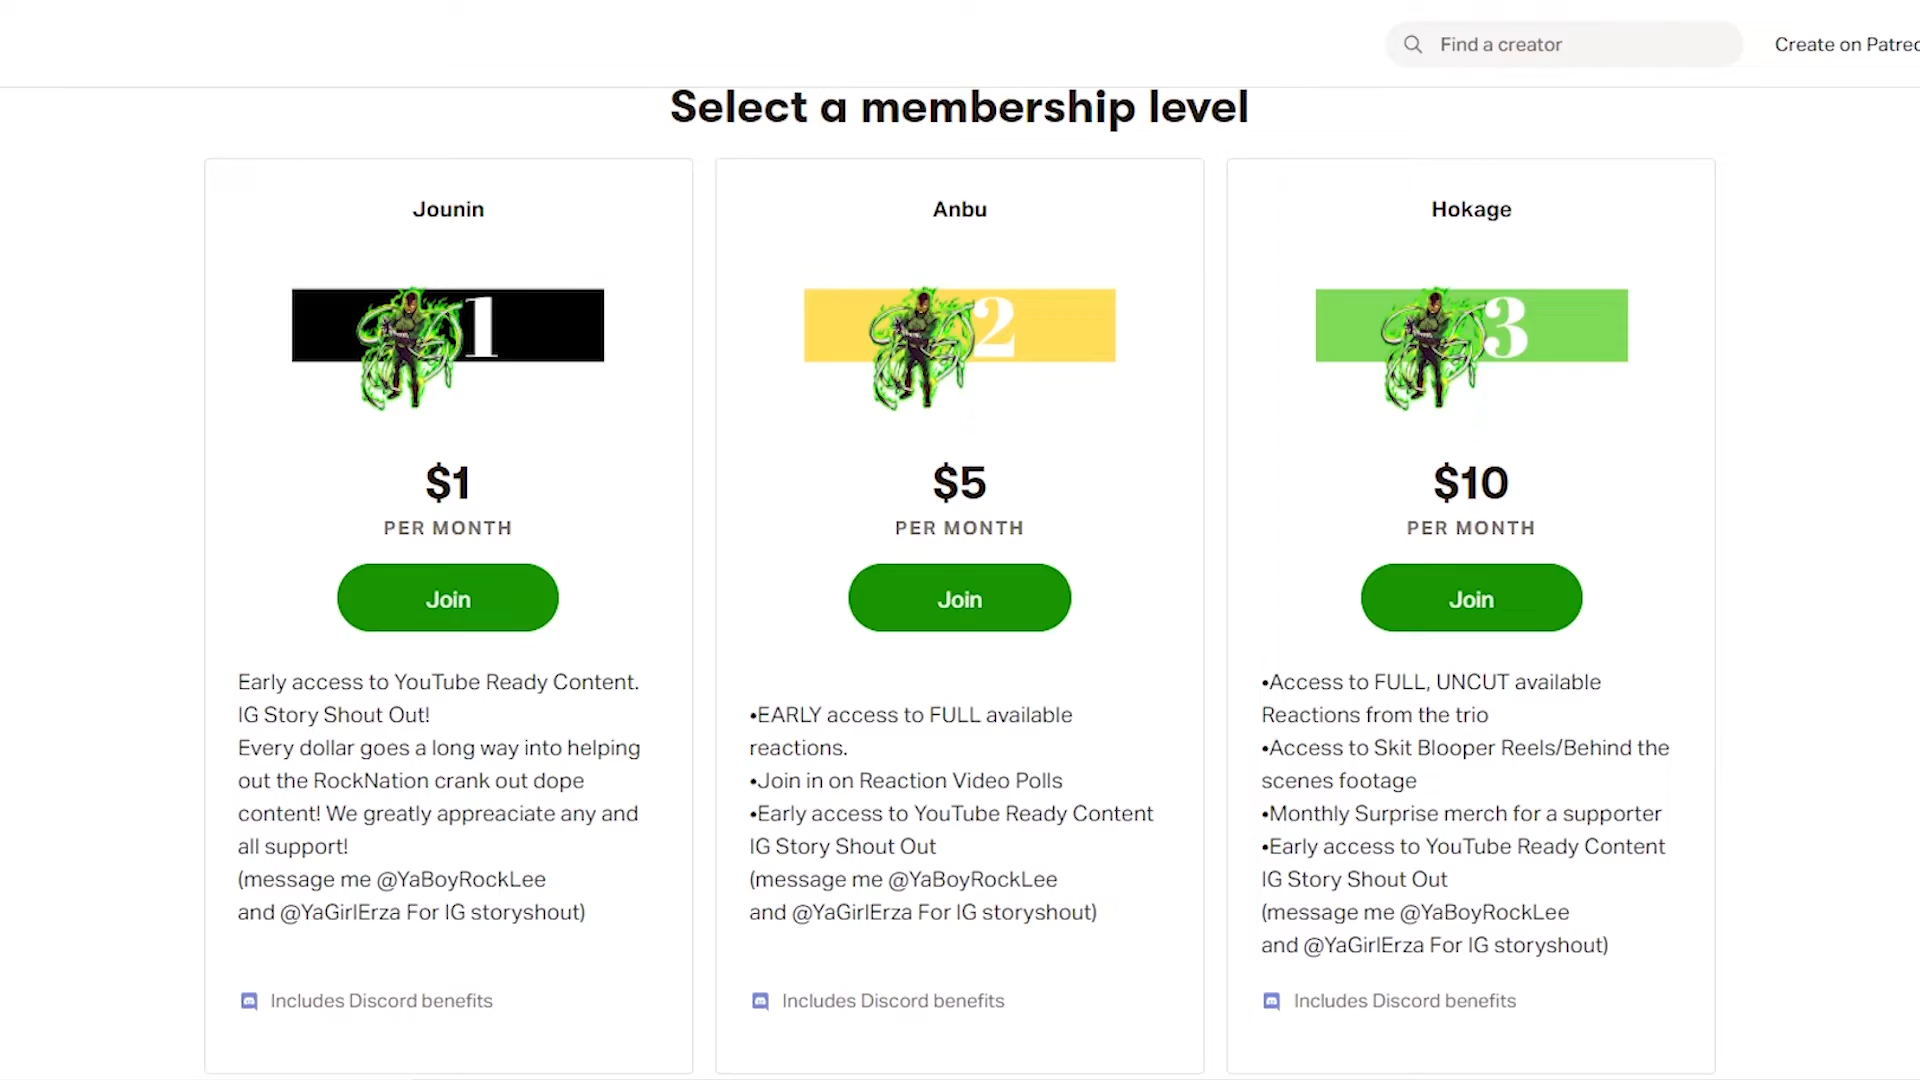 Find a creator
Create on Patreo
Select a membership level
Jounin
1
$1
PER MONTH
Join
Early access to YouTube Ready Content.
IG Story Shout Out!
Every dollar goes a long way into helping
out the RockNation crank out dope
content! We greatly appreaciate any and
all support!
(message me @YaBoyRockLee
and @YaGirlErza For IG storyshout)
Includes Discord benefits
Anbu
2
$5
PER MONTH
Join
•EARLY access to FULL available
reactions.
•Join in on Reaction Video Polls
•Early access to YouTube Ready Content
IG Story Shout Out
(message me @YaBoyRockLee
and @YaGirlErza For IG storyshout)
Includes Discord benefits
Hokage
3
$10
PER MONTH
Join
•Access to FULL, UNCUT available
Reactions from the trio
•Access to Skit Blooper Reels/Behind the
scenes footage
•Monthly Surprise merch for a supporter
•Early access to YouTube Ready Content
IG Story Shout Out
(message me @YaBoyRockLee
and @YaGirlErza For IG storyshout)
Includes Discord benefits